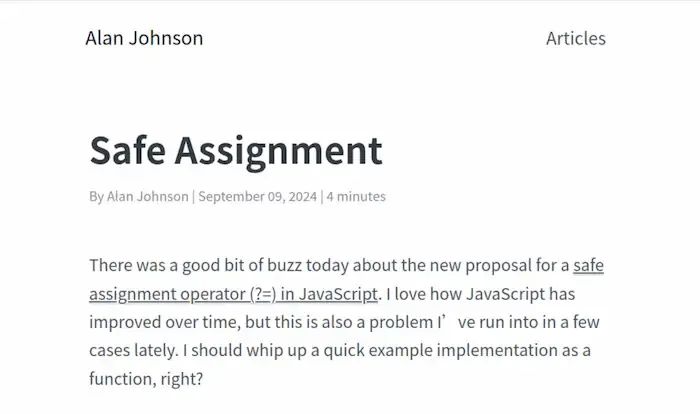 Alan Johnson
Articles
Safe Assignment
By Alan Johnson | September 09, 2024 | 4 minutes
There was a good bit of buzz today about the new proposal for a safe
assignment operator (?=) in JavaScript. I love how JavaScript has
improved over time, but this is also a problem I’ve run into in a few
cases lately. I should whip up a quick example implementation as a
function, right?